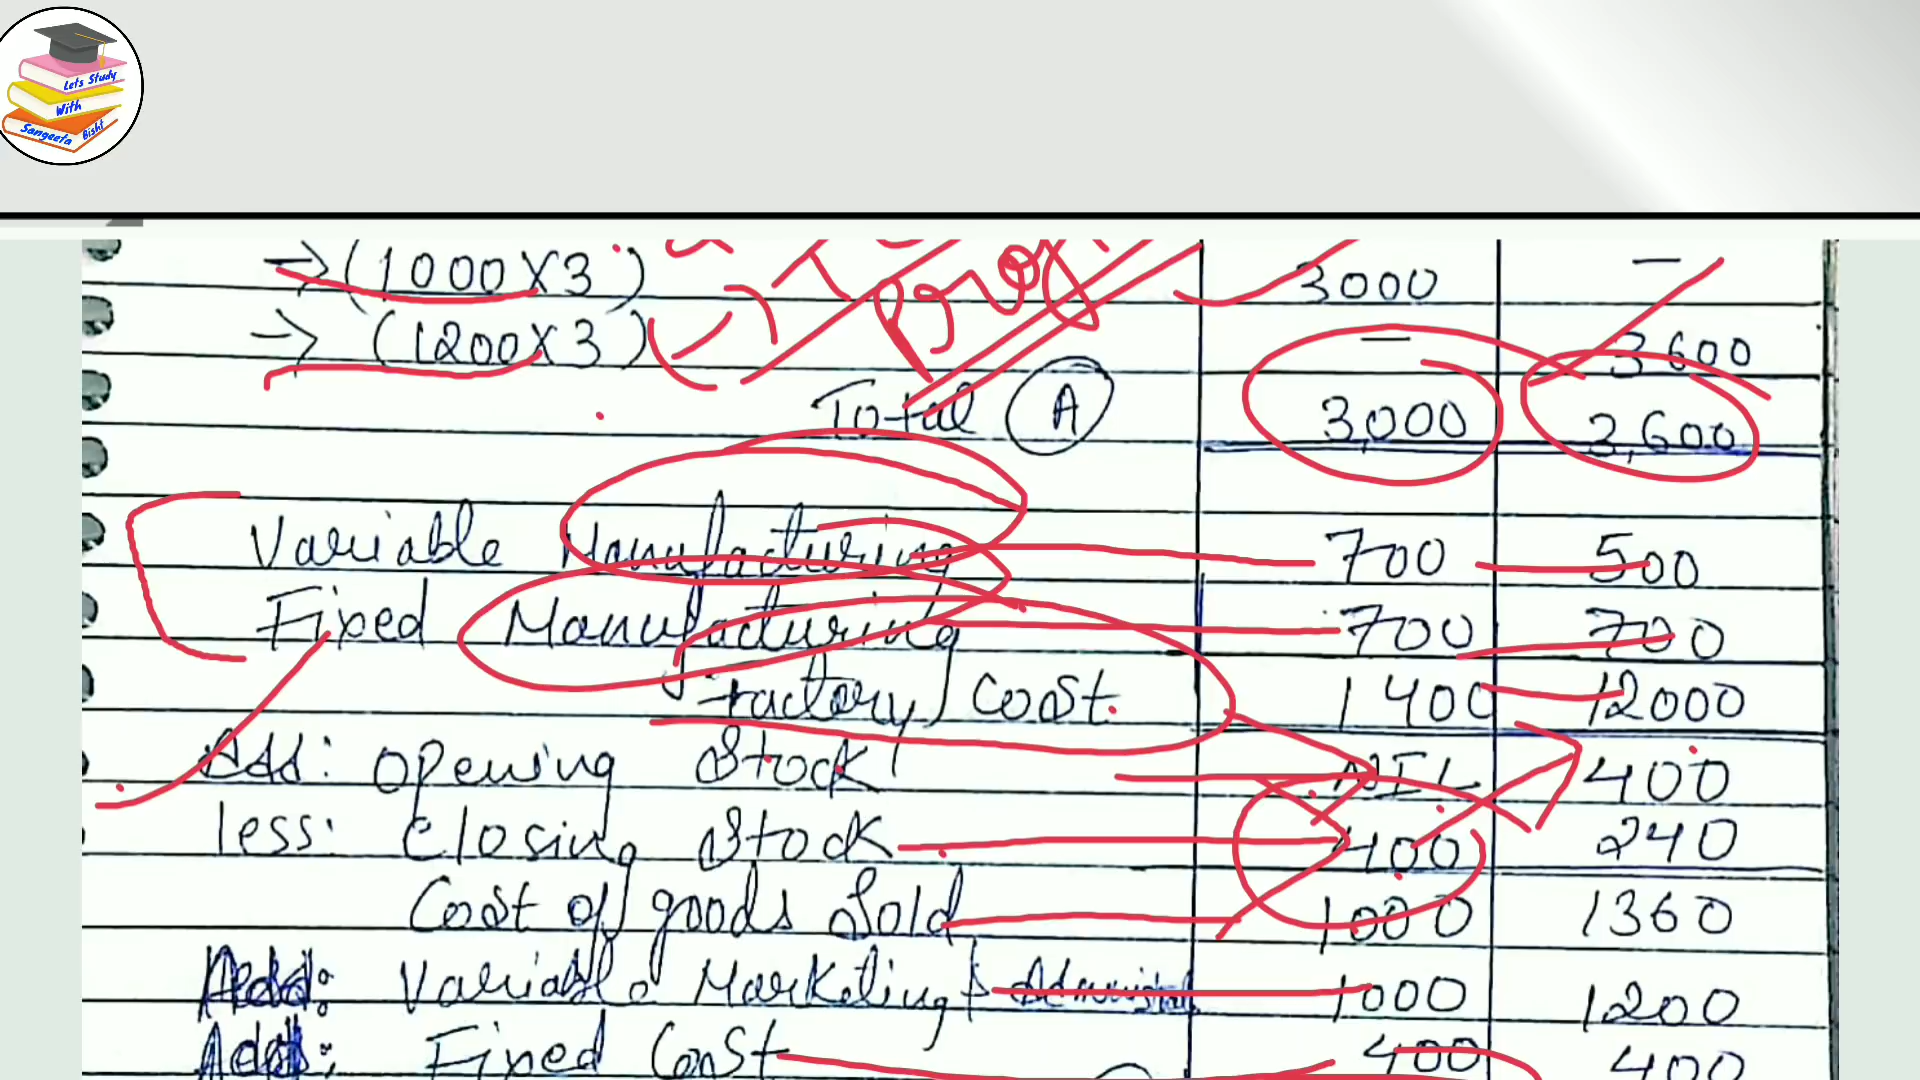 Lets Study
With
Sangeeta Bisht
→ (1000X3) 3000 —
→ (1200X3) — 3600
Prof
Total A 3,000 3,600
Variable Manufacturing 700 500
Fixed Manufacturing 700 700
Factory Cost. 1400 12000
Add: Opening Stock NIL 400
less: Closing Stock 400 240
Cost of goods Sold 1000 1360
Add: Variable Marketing 1000 1200
Add: Fixed Cost 400 400